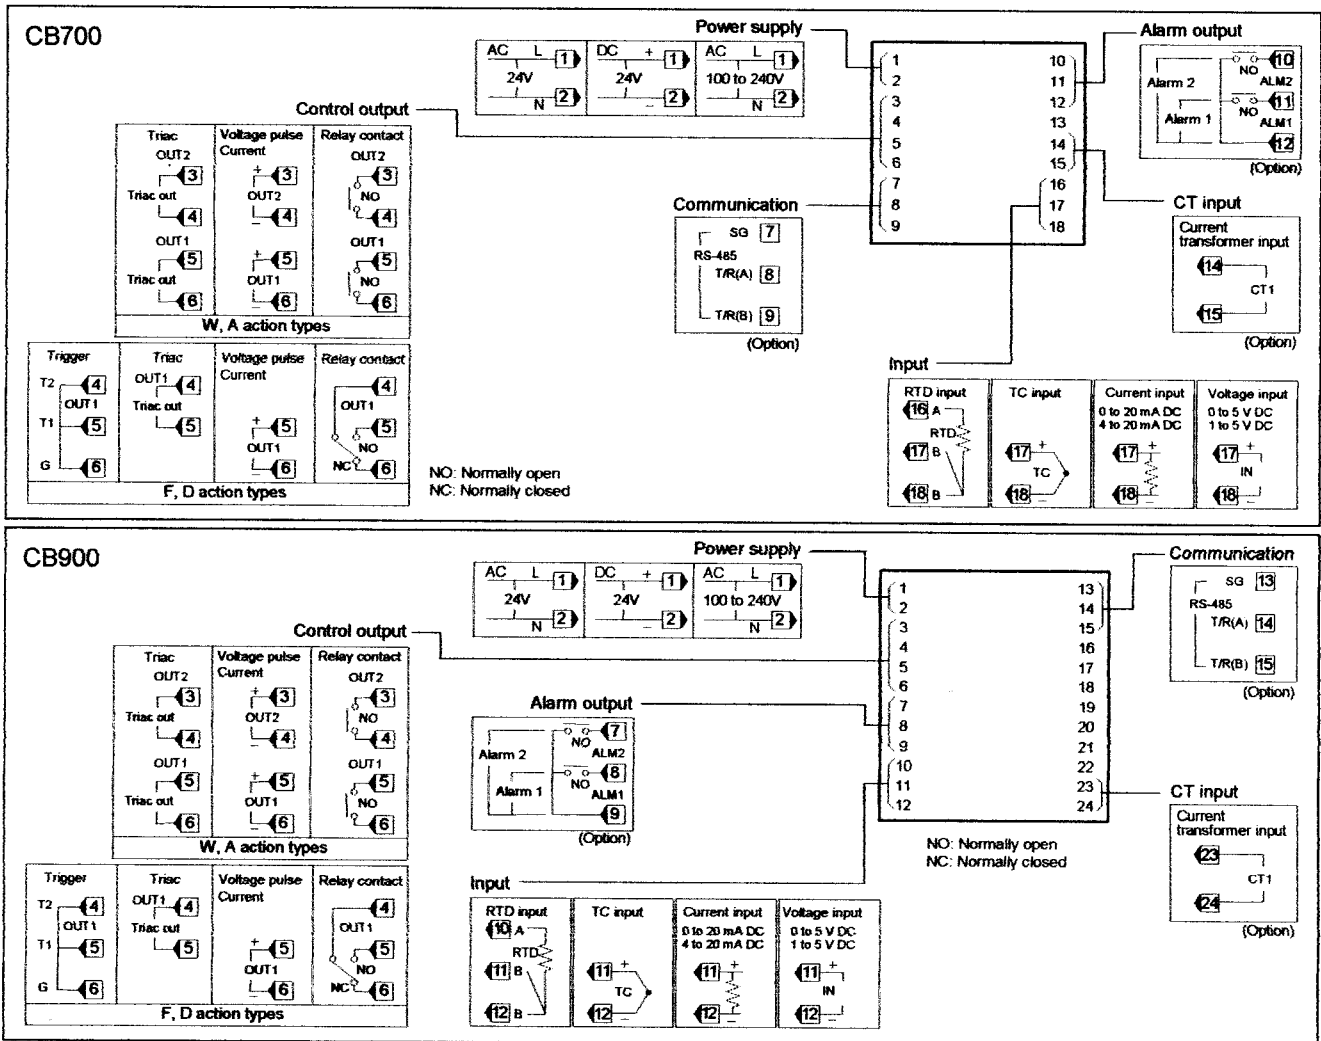 CB700
Power supply
AC L 1
24V
N 2
DC + 1
24V
− 2
AC L 1
100 to 240V
N 2
Control output
Triac
OUT2
3
Triac out
4
OUT1
5
Triac out
6
Voltage pulse
Current
+ 3
OUT2
− 4
+ 5
OUT1
− 6
Relay contact
OUT2
3
NO
4
OUT1
5
NO
6
W, A action types
Trigger
T2 4
OUT1
T1 5
G 6
Triac
OUT1 4
Triac out
5
Voltage pulse
Current
+ 5
OUT1
− 6
Relay contact
4
OUT1
5
NO
NC 6
F, D action types
NO: Normally open
NC: Normally closed
Communication
SG 7
RS-485
T/R(A) 8
T/R(B) 9
(Option)
1 10
2 11
3 12
4 13
5 14
6 15
7 16
8 17
9 18
Alarm output
10
NO
Alarm 2 ALM2
11
NO
Alarm 1 ALM1
12
(Option)
CT input
Current
transformer input
14
CT1
15
(Option)
Input
RTD input
16 A
RTD
17 B
18 B
TC input
17 +
TC
18 −
Current input
0 to 20 mA DC
4 to 20 mA DC
17 +
18 −
Voltage input
0 to 5 V DC
1 to 5 V DC
17 +
IN
18 −
CB900
Power supply
AC L 1
24V
N 2
DC + 1
24V
− 2
AC L 1
100 to 240V
N 2
Control output
Triac
OUT2
3
Triac out
4
OUT1
5
Triac out
6
Voltage pulse
Current
+ 3
OUT2
− 4
+ 5
OUT1
− 6
Relay contact
OUT2
3
NO
4
OUT1
5
NO
6
W, A action types
Trigger
T2 4
OUT1
T1 5
G 6
Triac
OUT1 4
Triac out
5
Voltage pulse
Current
+ 5
OUT1
− 6
Relay contact
4
OUT1
5
NO
NC 6
F, D action types
Alarm output
7
NO
Alarm 2 ALM2
8
NO
Alarm 1 ALM1
9
(Option)
1 13
2 14
3 15
4 16
5 17
6 18
7 19
8 20
9 21
10 22
11 23
12 24
Communication
SG 13
RS-485
T/R(A) 14
T/R(B) 15
(Option)
CT input
Current
transformer input
23
CT1
24
(Option)
NO: Normally open
NC: Normally closed
Input
RTD input
10 A
RTD
11 B
12 B
TC input
11 +
TC
12 −
Current input
0 to 20 mA DC
4 to 20 mA DC
11 +
12 −
Voltage input
0 to 5 V DC
1 to 5 V DC
11 +
IN
12 −